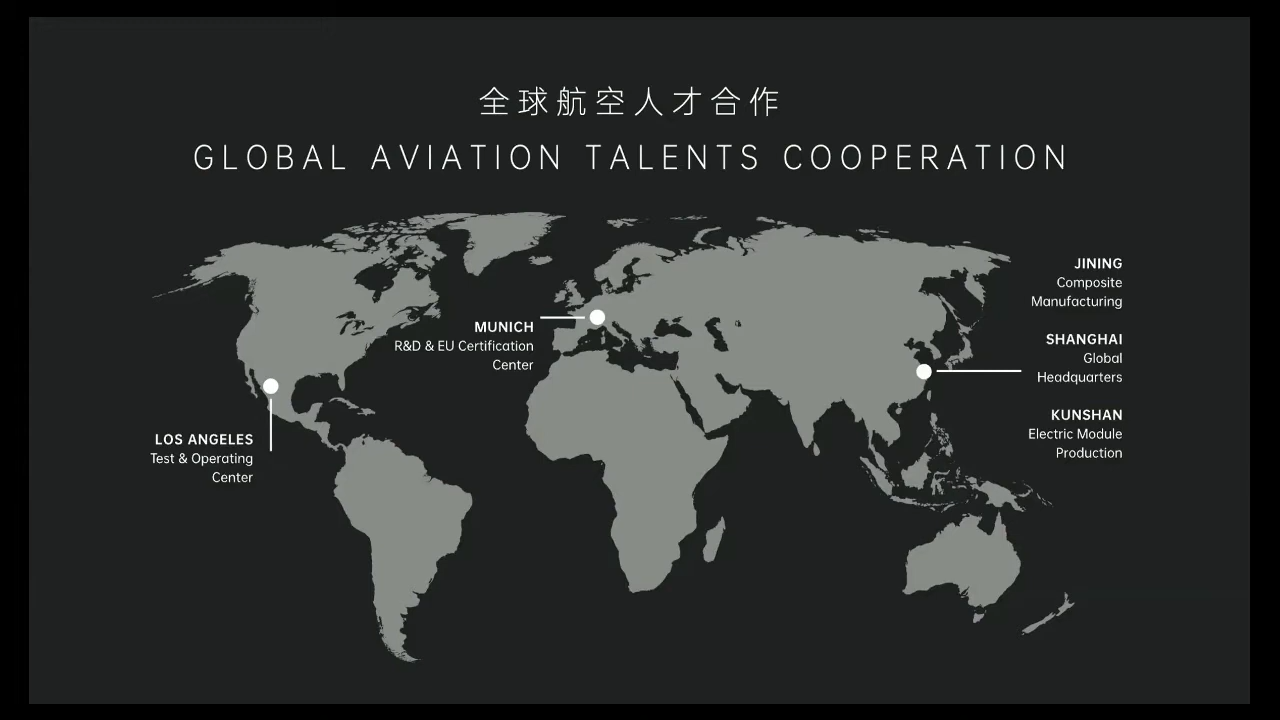 全球航空人才合作
GLOBAL AVIATION TALENTS COOPERATION
JINING
Composite
Manufacturing
MUNICH
R&D & EU Certification
Center
SHANGHAI
Global
Headquarters
KUNSHAN
Electric Module
Production
LOS ANGELES
Test & Operating
Center